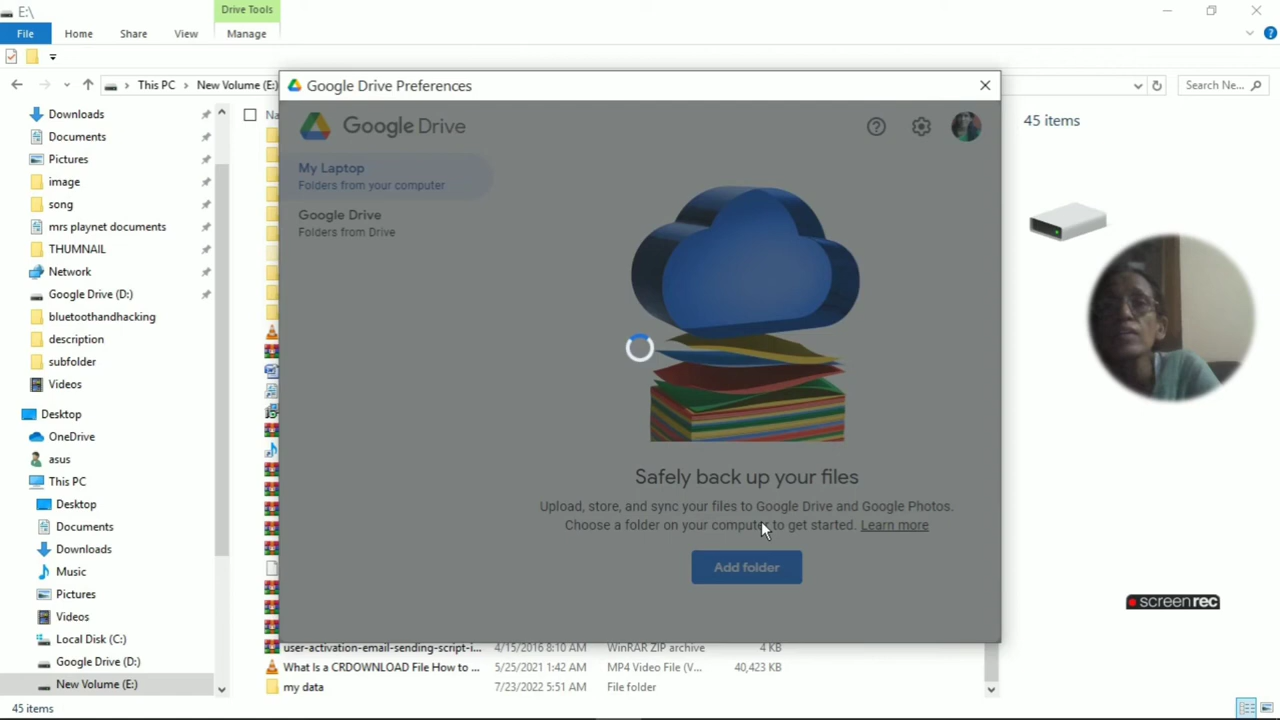 E:\
Drive Tools
File
Home
Share
View
Manage
This PC
New Volume (E:)
Search Ne...
Google Drive Preferences
Google Drive
My Laptop
Folders from your computer
Google Drive
Folders from Drive
Safely back up your files
Upload, store, and sync your files to Google Drive and Google Photos.
Choose a folder on your computer to get started. Learn more
Add folder
Downloads
Documents
Pictures
image
song
mrs playnet documents
THUMNAIL
Network
Google Drive (D:)
bluetoothandhacking
description
subfolder
Videos
Desktop
OneDrive
asus
This PC
Desktop
Documents
Downloads
Music
Pictures
Videos
Local Disk (C:)
Google Drive (D:)
New Volume (E:)
user-activation-email-sending-script-i... 4/15/2016 8:10 AM WinRAR ZIP archive 4 KB
What Is a CRDOWNLOAD File How to ... 5/25/2021 1:42 AM MP4 Video File (V... 40,423 KB
my data 7/23/2022 5:51 AM File folder
45 items
screenrec
45 items